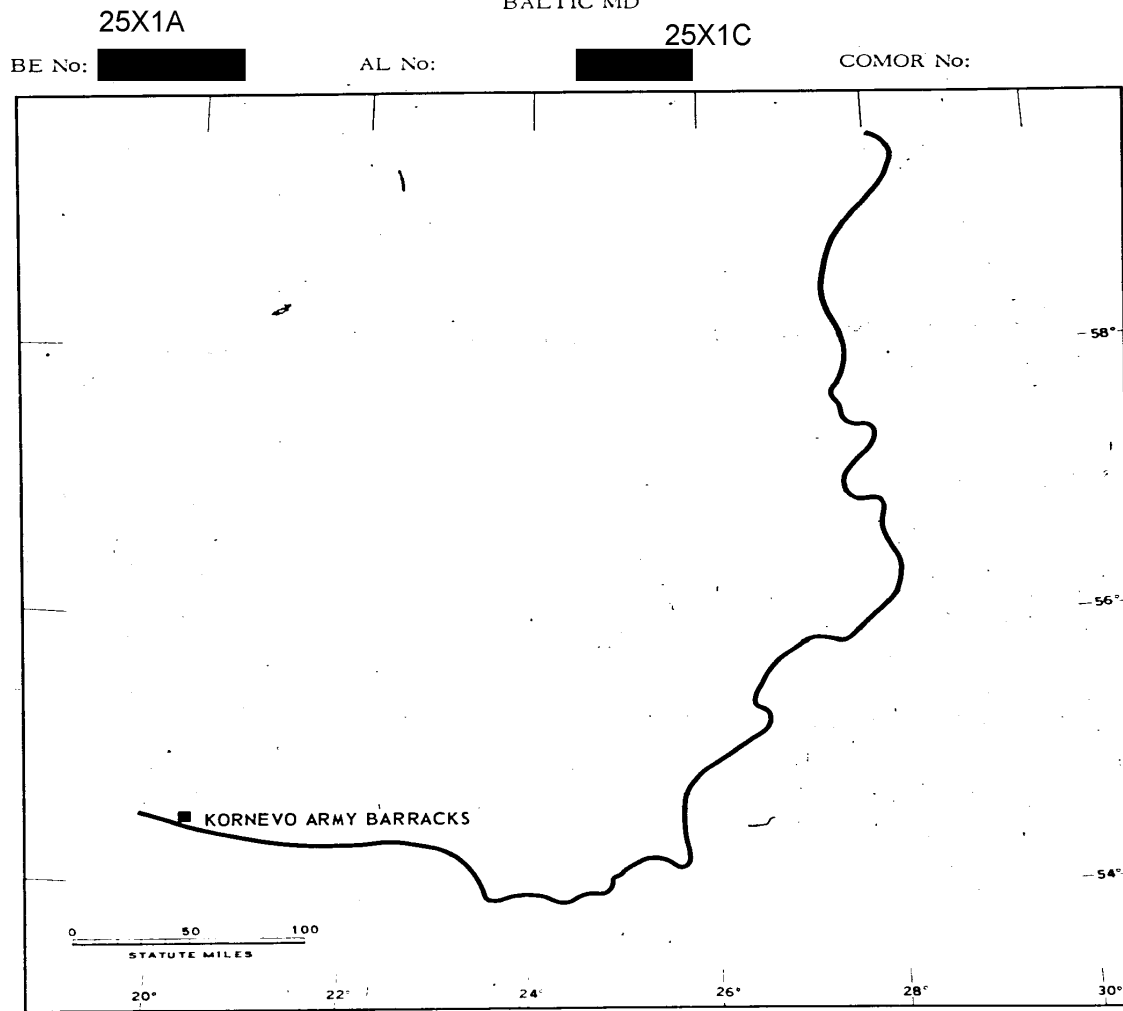 BALTIC MD
25X1A
25X1C
BE No: AL No: COMOR No:
58°
56°
KORNEVO ARMY BARRACKS
54°
0 50 100
STATUTE MILES
20° 22° 24° 26° 28° 30°